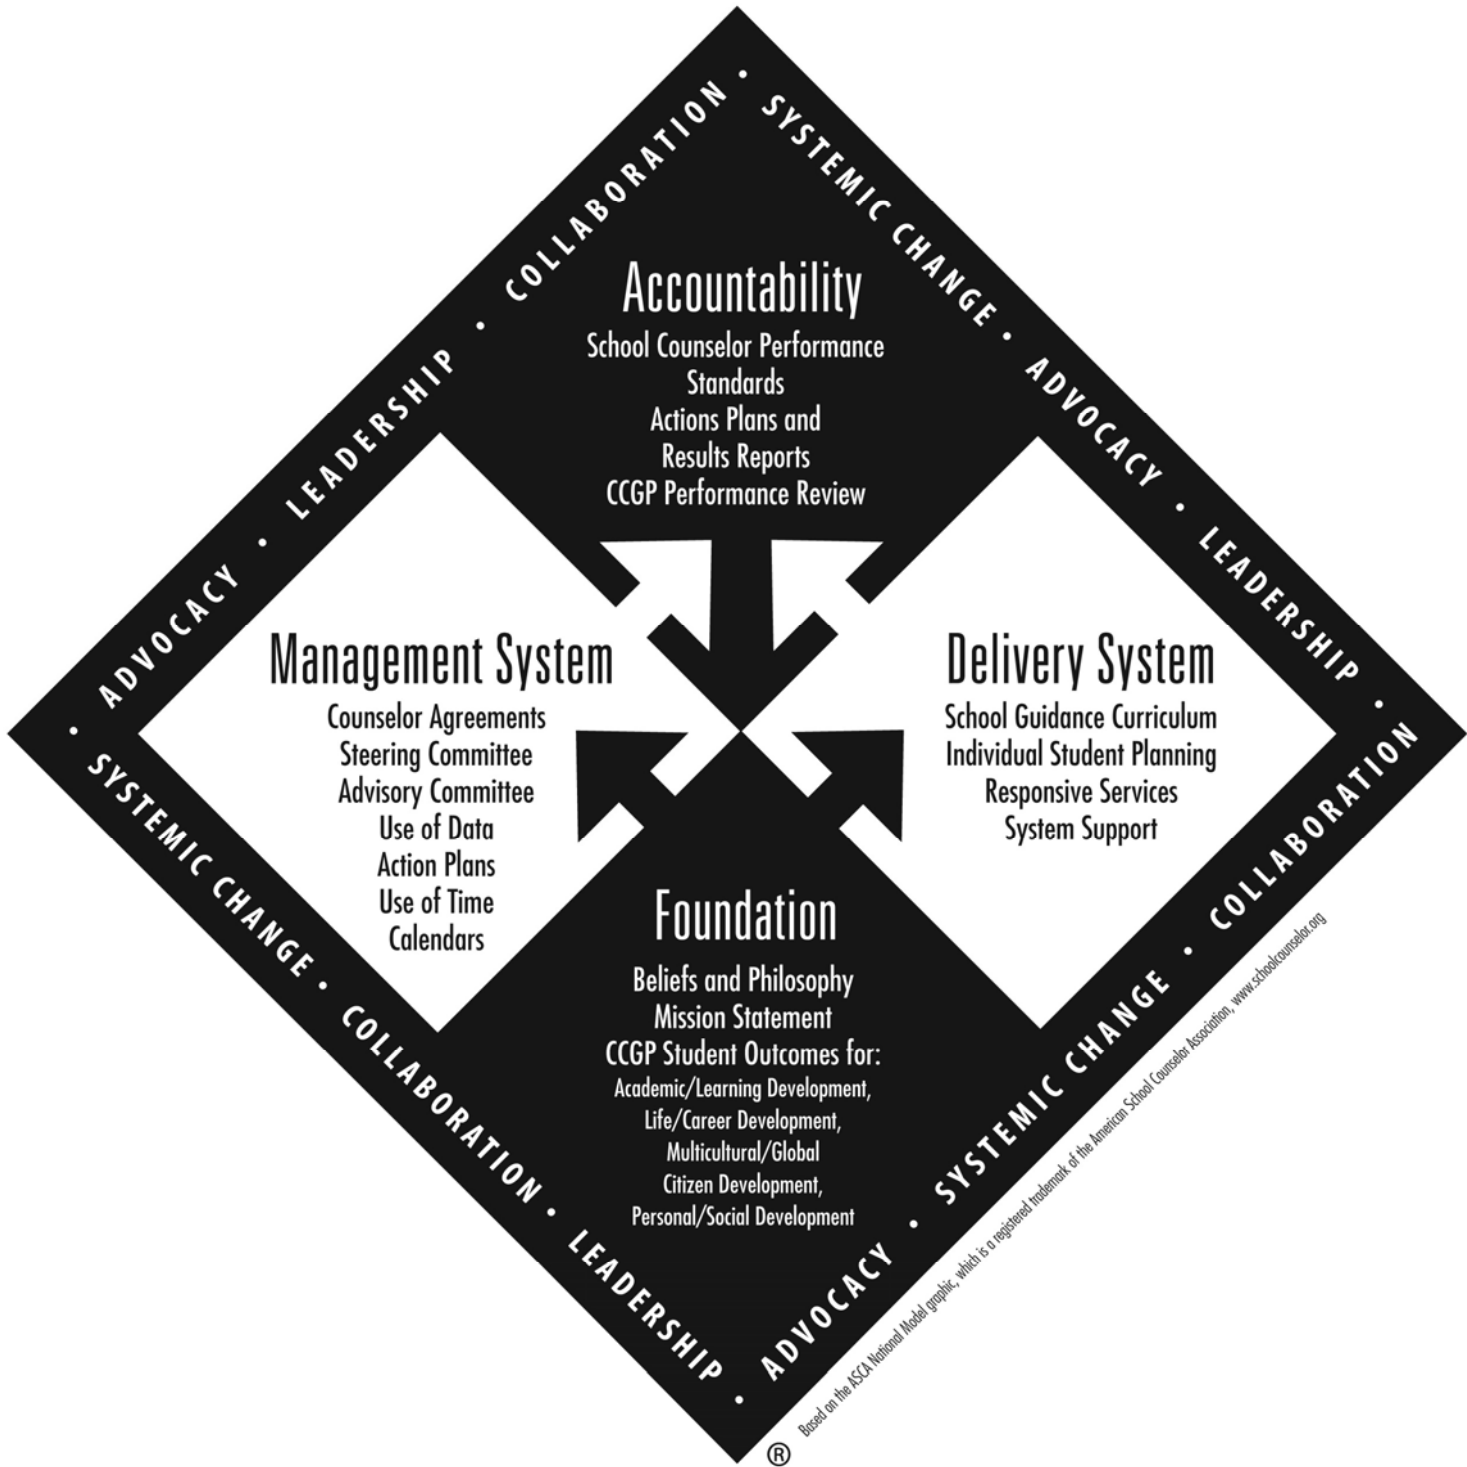 COLLABORATION • SYSTEMIC CHANGE • ADVOCACY • LEADERSHIP •
COLLABORATION • SYSTEMIC CHANGE • ADVOCACY •
LEADERSHIP • COLLABORATION • SYSTEMIC CHANGE •
ADVOCACY • LEADERSHIP •
Accountability
School Counselor Performance
Standards
Actions Plans and
Results Reports
CCGP Performance Review
Management System
Counselor Agreements
Steering Committee
Advisory Committee
Use of Data
Action Plans
Use of Time
Calendars
Delivery System
School Guidance Curriculum
Individual Student Planning
Responsive Services
System Support
Foundation
Beliefs and Philosophy
Mission Statement
CCGP Student Outcomes for:
Academic/Learning Development,
Life/Career Development,
Multicultural/Global
Citizen Development,
Personal/Social Development
Based on the ASCA National Model graphic, which is a registered trademark of the American School Counselor Association, www.schoolcounselor.org
®